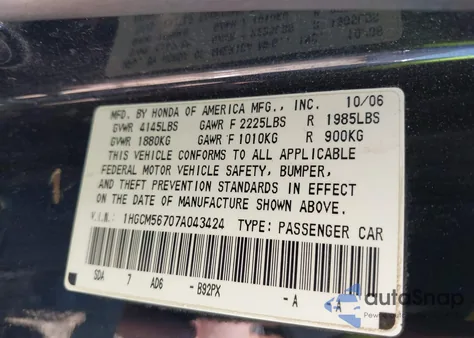 MFD. BY HONDA OF AMERICA MFG., INC. 10/06
GVWR 4145LBS GAWR F 2225LBS R 1985LBS
GVWR 1880KG GAWR F 1010KG R 900KG
THIS VEHICLE CONFORMS TO ALL APPLICABLE
FEDERAL MOTOR VEHICLE SAFETY, BUMPER,
AND THEFT PREVENTION STANDARDS IN EFFECT
ON THE DATE OF MANUFACTURE SHOWN ABOVE.
V.I.N.: 1HGCM56707A043424 TYPE: PASSENGER CAR
SDA 7 AD6 - B92PX - A - A
autoSnap